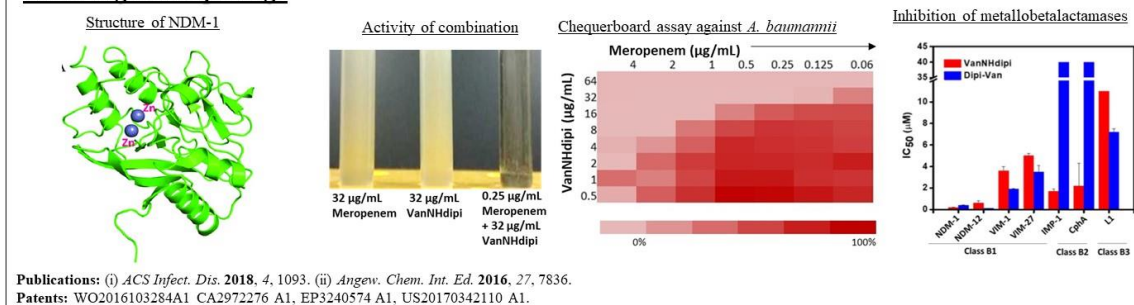 Structure of NDM-1
Activity of combination
Chequerboard assay against A. baumannii
Inhibition of metallobetalactamases
Zn
Zn
32 µg/mL
Meropenem
32 µg/mL
VanNHdipi
0.25 µg/mL
Meropenem
+ 32 µg/mL
VanNHdipi
Meropenem (µg/mL)
4 2 1 0.5 0.25 0.125 0.06
VanNHdipi (µg/mL)
64
32
16
8
4
2
1
0.5
0% 100%
VanNHdipi
Dipi-Van
IC50 (µM)
45
40
35
10
8
6
4
2
0
NDM-1
NDM-12
VIM-1
VIM-27
IMP-1
CphA
L1
Class B1
Class B2
Class B3
Publications: (i) ACS Infect. Dis. 2018, 4, 1093. (ii) Angew. Chem. Int. Ed. 2016, 27, 7836.
Patents: WO2016103284A1 CA2972276 A1, EP3240574 A1, US20170342110 A1.